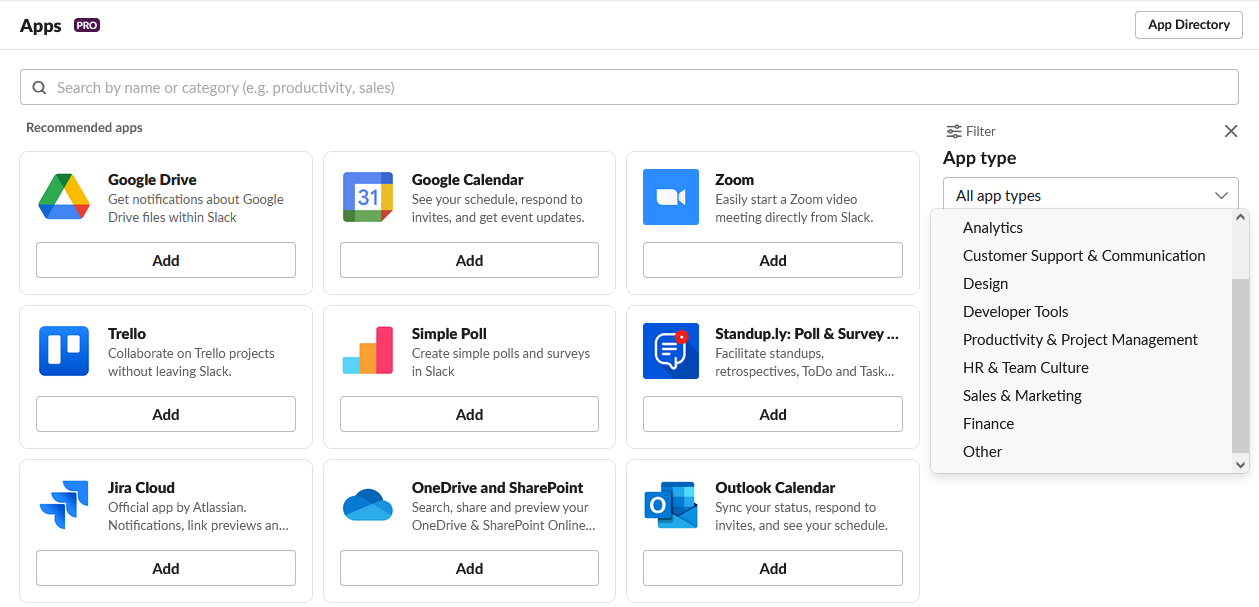 Apps PRO
App Directory
Search by name or category (e.g. productivity, sales)
Recommended apps
Google Drive
Get notifications about Google
Drive files within Slack
Add
31
Google Calendar
See your schedule, respond to
invites, and get event updates.
Add
Zoom
Easily start a Zoom video
meeting directly from Slack.
Add
Trello
Collaborate on Trello projects
without leaving Slack.
Add
Simple Poll
Create simple polls and surveys
in Slack
Add
Standup.ly: Poll & Survey ...
Facilitate standups,
retrospectives, ToDo and Task...
Add
Jira Cloud
Official app by Atlassian.
Notifications, link previews an...
Add
OneDrive and SharePoint
Search, share and preview your
OneDrive & SharePoint Online...
Add
O
Outlook Calendar
Sync your status, respond to
invites, and see your schedule.
Add
Filter
App type
All app types
Analytics
Customer Support & Communication
Design
Developer Tools
Productivity & Project Management
HR & Team Culture
Sales & Marketing
Finance
Other